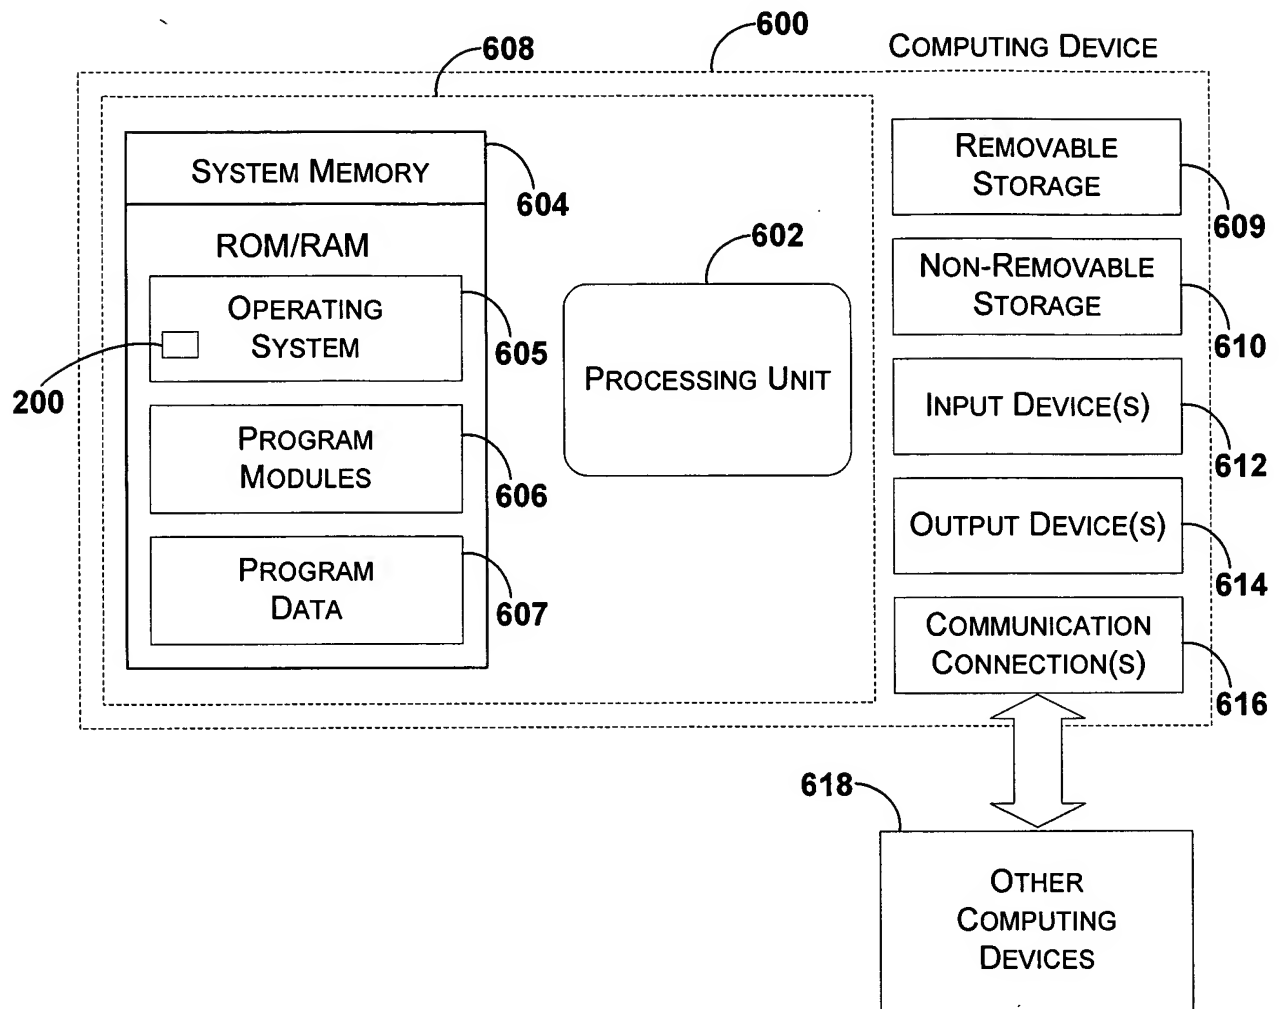 600
COMPUTING DEVICE
608
SYSTEM MEMORY
604
ROM/RAM
OPERATING
SYSTEM
605
200
PROGRAM
MODULES
606
PROGRAM
DATA
607
602
PROCESSING UNIT
REMOVABLE
STORAGE
609
NON-REMOVABLE
STORAGE
610
INPUT DEVICE(S)
612
OUTPUT DEVICE(S)
614
COMMUNICATION
CONNECTION(S)
616
618
OTHER
COMPUTING
DEVICES